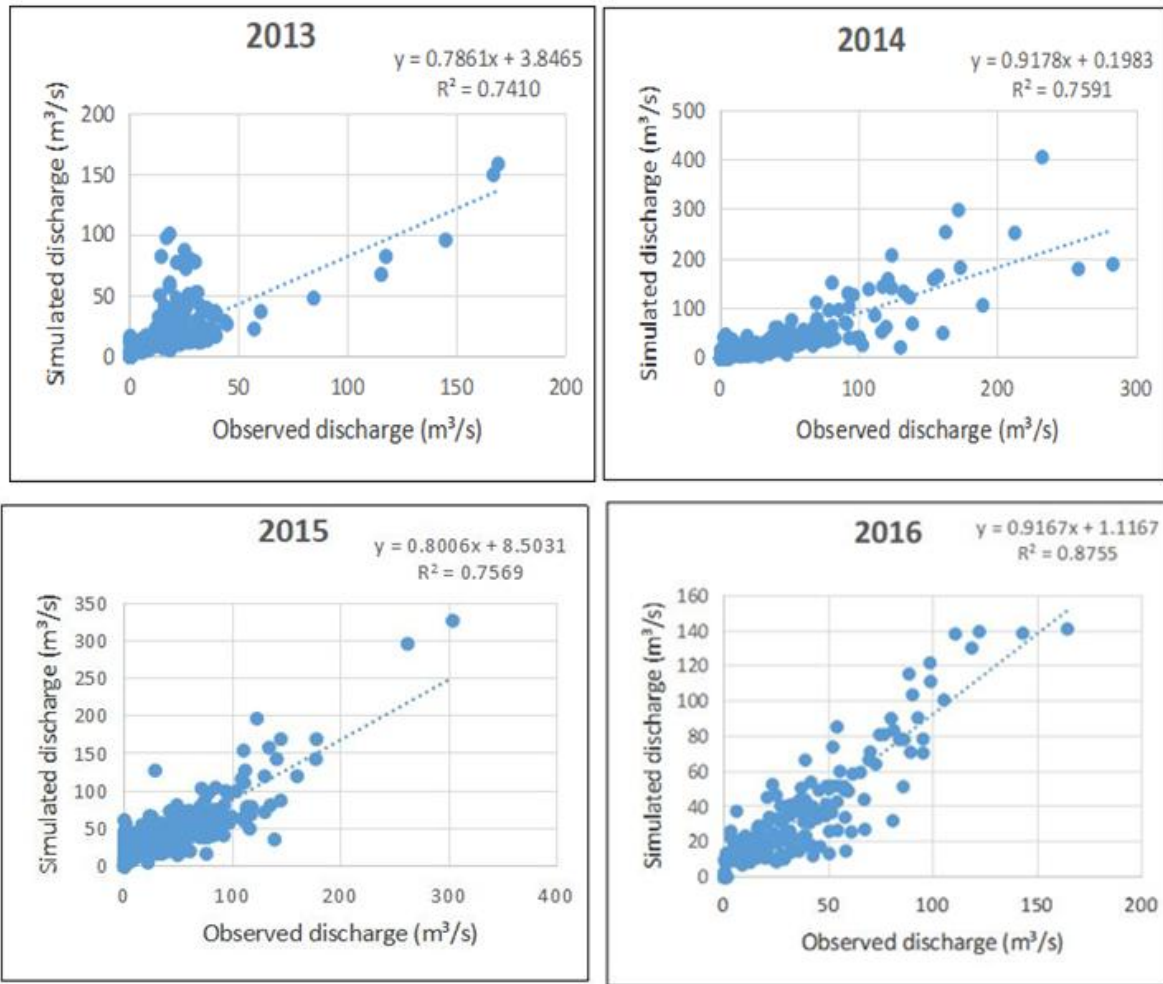 2013
y = 0.7861x + 3.8465
R² = 0.7410
Simulated discharge (m³/s)
200
150
100
50
0
0 50 100 150 200
Observed discharge (m³/s)
2014
y = 0.9178x + 0.1983
R² = 0.7591
Simulated discharge (m³/s)
500
400
300
200
100
0
0 100 200 300
Observed discharge (m³/s)
2015
y = 0.8006x + 8.5031
R² = 0.7569
Simulated discharge (m³/s)
350
300
250
200
150
100
50
0
0 100 200 300 400
Observed discharge (m³/s)
2016
y = 0.9167x + 1.1167
R² = 0.8755
Simulated discharge (m³/s)
160
140
120
100
80
60
40
20
0
0 50 100 150 200
Observed discharge (m³/s)